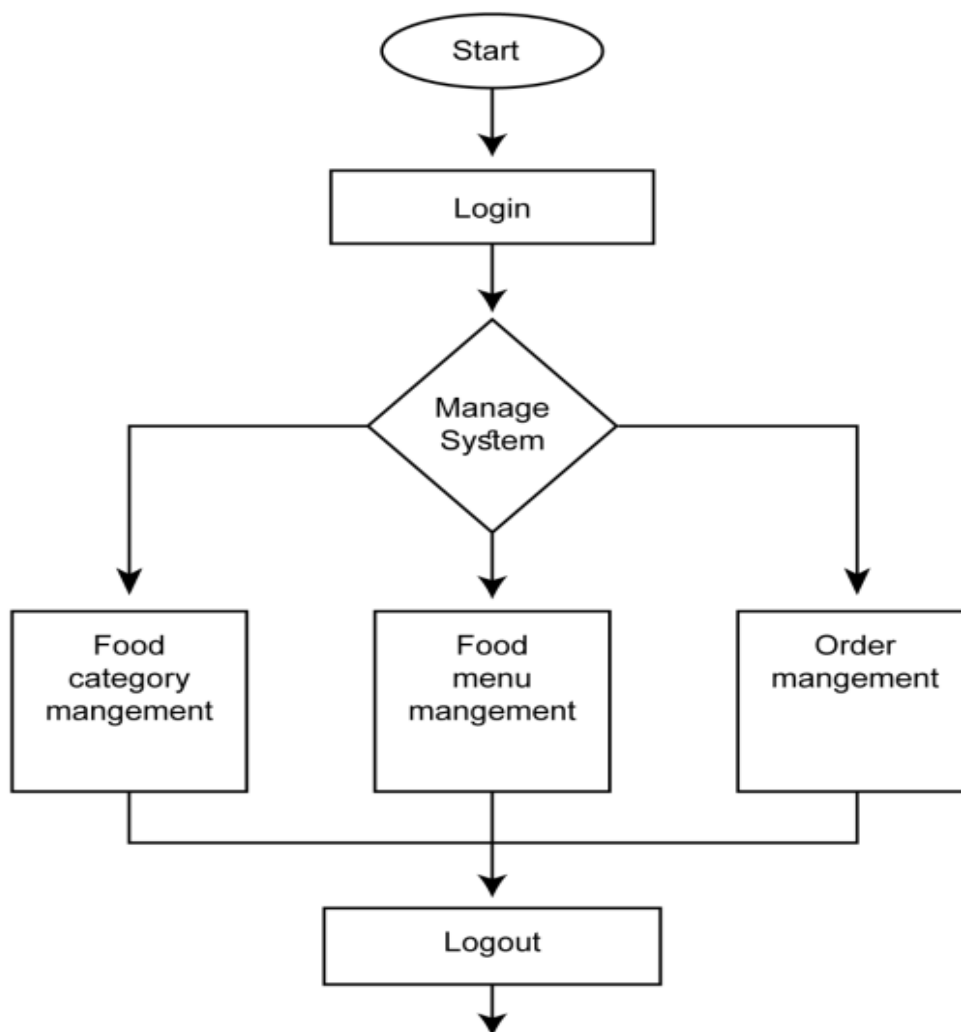 Start
Login
Manage
System
Food
category
mangement
Food
menu
mangement
Order
mangement
Logout